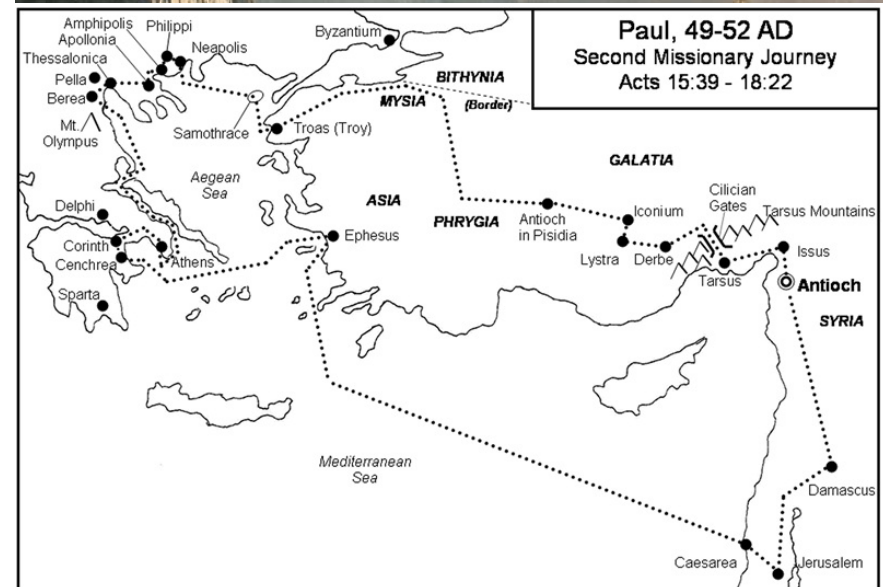 Paul, 49-52 AD
Second Missionary Journey
Acts 15:39 - 18:22
Amphipolis
Philippi
Apollonia
Neapolis
Thessalonica
Pella
Berea
Mt.
Olympus
Samothrace
Byzantium
BITHYNIA
MYSIA
(Border)
Troas (Troy)
Aegean
Sea
GALATIA
ASIA
PHRYGIA
Antioch
in Pisidia
Iconium
Lystra
Derbe
Cilician
Gates
Tarsus Mountains
Tarsus
Issus
Antioch
SYRIA
Delphi
Corinth
Cenchrea
Athens
Sparta
Ephesus
Mediterranean
Sea
Damascus
Caesarea
Jerusalem